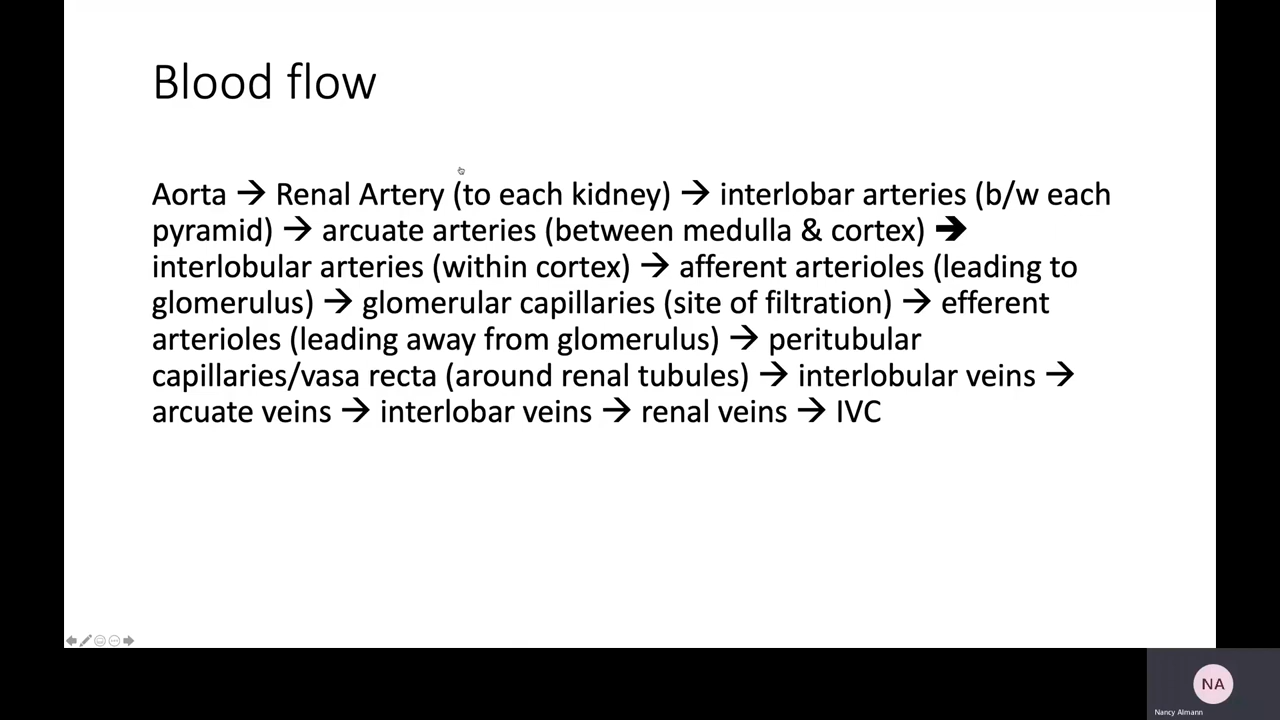 Blood flow
Aorta → Renal Artery (to each kidney) → interlobar arteries (b/w each
pyramid) → arcuate arteries (between medulla & cortex) ➔
interlobular arteries (within cortex) → afferent arterioles (leading to
glomerulus) → glomerular capillaries (site of filtration) → efferent
arterioles (leading away from glomerulus) → peritubular
capillaries/vasa recta (around renal tubules) → interlobular veins →
arcuate veins → interlobar veins → renal veins → IVC
NA
Nancy Almann